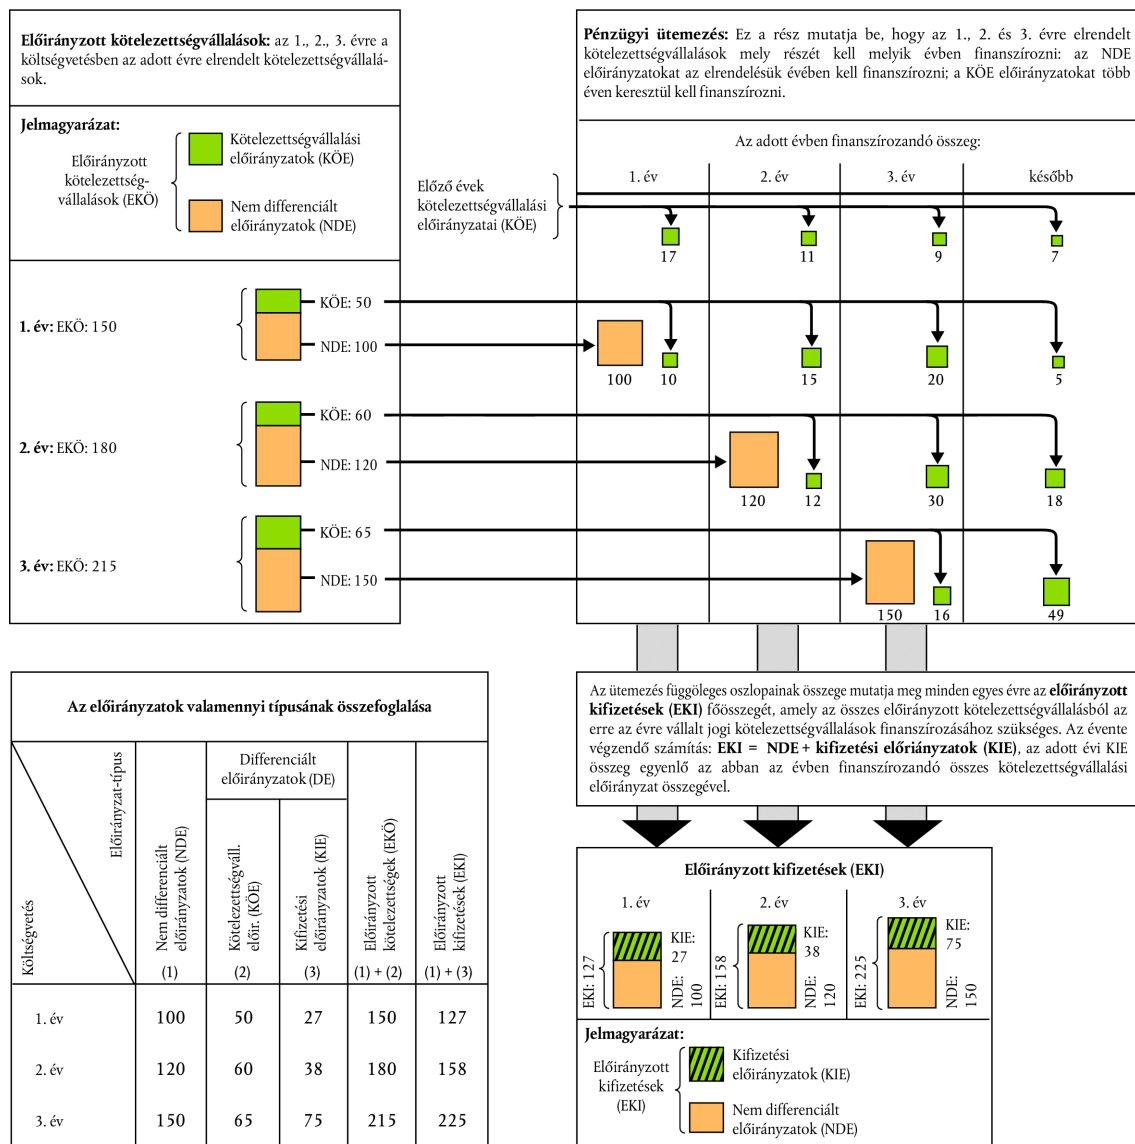 Előirányzott kötelezettségvállalások: az 1., 2., 3. évre a
költségvetésben az adott évre elrendelt kötelezettségvállalá-
sok.
Jelmagyarázat:
Előirányzott
kötelezettség-
vállalások (EKÖ)
Kötelezettségvállalási
előirányzatok (KÖE)
Nem differenciált
előirányzatok (NDE)
Pénzügyi ütemezés: Ez a rész mutatja be, hogy az 1., 2. és 3. évre elrendelt
kötelezettségvállalások mely részét kell melyik évben finanszírozni: az NDE
előirányzatokat az elrendelésük évében kell finanszírozni; a KÖE előirányzatokat több
éven keresztül kell finanszírozni.
Az adott évben finanszírozandó összeg:
1. év 2. év 3. év később
Előző évek
kötelezettségvállalási
előirányzatai (KÖE)
17 11 9 7
1. év: EKÖ: 150
KÖE: 50
NDE: 100
100 10 15 20 5
2. év: EKÖ: 180
KÖE: 60
NDE: 120
120 12 30 18
3. év: EKÖ: 215
KÖE: 65
NDE: 150
150 16 49
Az ütemezés függöleges oszlopainak összege mutatja meg minden egyes évre az előirányzott
kifizetések (EKI) főösszegét, amely az összes előirányzott kötelezettségvállalásból az
erre az évre vállalt jogi kötelezettségvállalások finanszírozásához szükséges. Az évente
végzendő számítás: EKI = NDE + kifizetési előriányzatok (KIE), az adott évi KIE
összeg egyenlő az abban az évben finanszírozandó összes kötelezettségvállalási
előirányzat összegével.
Az előirányzatok valamennyi típusának összefoglalása
Előirányzat-típus
Költségvetés
Differenciált
előirányzatok (DE)
Nem differenciált
előirányzatok (NDE)
Kötelezettségváll.
előir. (KÖE)
Kifizetési
előirányzatok (KIE)
Előirányzott
kötelezettségek (EKÖ)
Előirányzott
kifizetések (EKI)
(1) (2) (3) (1) + (2) (1) + (3)
1. év 100 50 27 150 127
2. év 120 60 38 180 158
3. év 150 65 75 215 225
Előirányzott kifizetések (EKI)
1. év 2. év 3. év
EKI: 127
KIE:
27
NDE:
100
EKI: 158
KIE:
38
NDE:
120
EKI: 225
KIE:
75
NDE:
150
Jelmagyarázat:
Előirányzott
kifizetések
(EKI)
Kifizetési
előirányzatok (KIE)
Nem differenciált
előirányzatok (NDE)